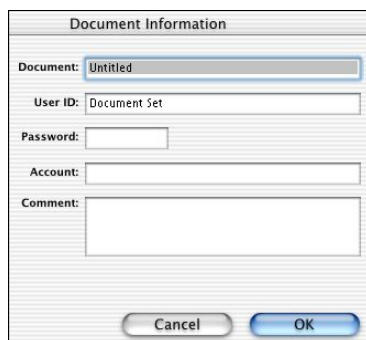 Document Information
Document: Untitled
User ID: Document Set
Password:
Account:
Comment:
Cancel OK